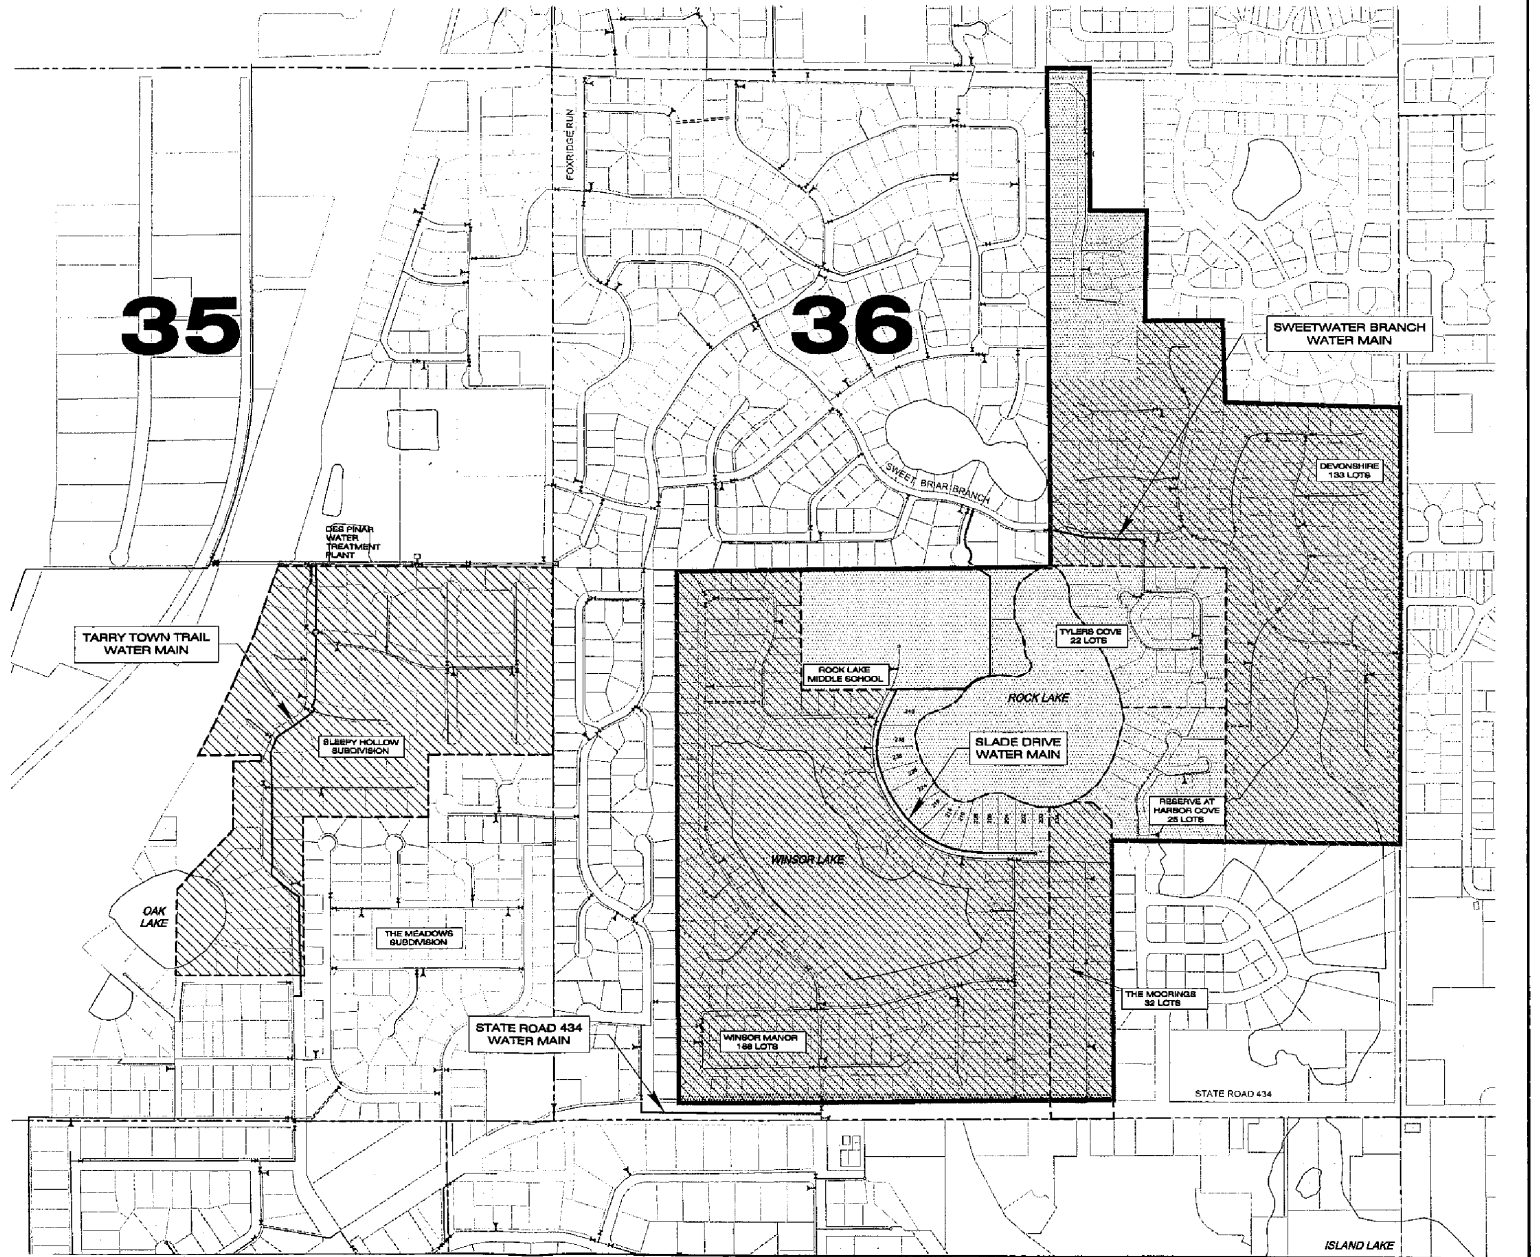 FOXRIDGE RUN
35
36
SWEETWATER BRANCH
WATER MAIN
DEVONSHIRE
133 LOTS
SWEET BRIAR BRANCH
DES PINAR
WATER
TREATMENT
PLANT
TARRY TOWN TRAIL
WATER MAIN
TYLERS COVE
22 LOTS
ROCK LAKE
MIDDLE SCHOOL
ROCK LAKE
SLEEPY HOLLOW
SUBDIVISION
SLADE DRIVE
WATER MAIN
RESERVE AT
HARBOR COVE
25 LOTS
WINSOR LAKE
OAK
LAKE
THE MEADOWS
SUBDIVISION
THE MOORINGS
32 LOTS
STATE ROAD 434
WATER MAIN
WINSOR MANOR
LOTS
STATE ROAD 434
ISLAND LAKE